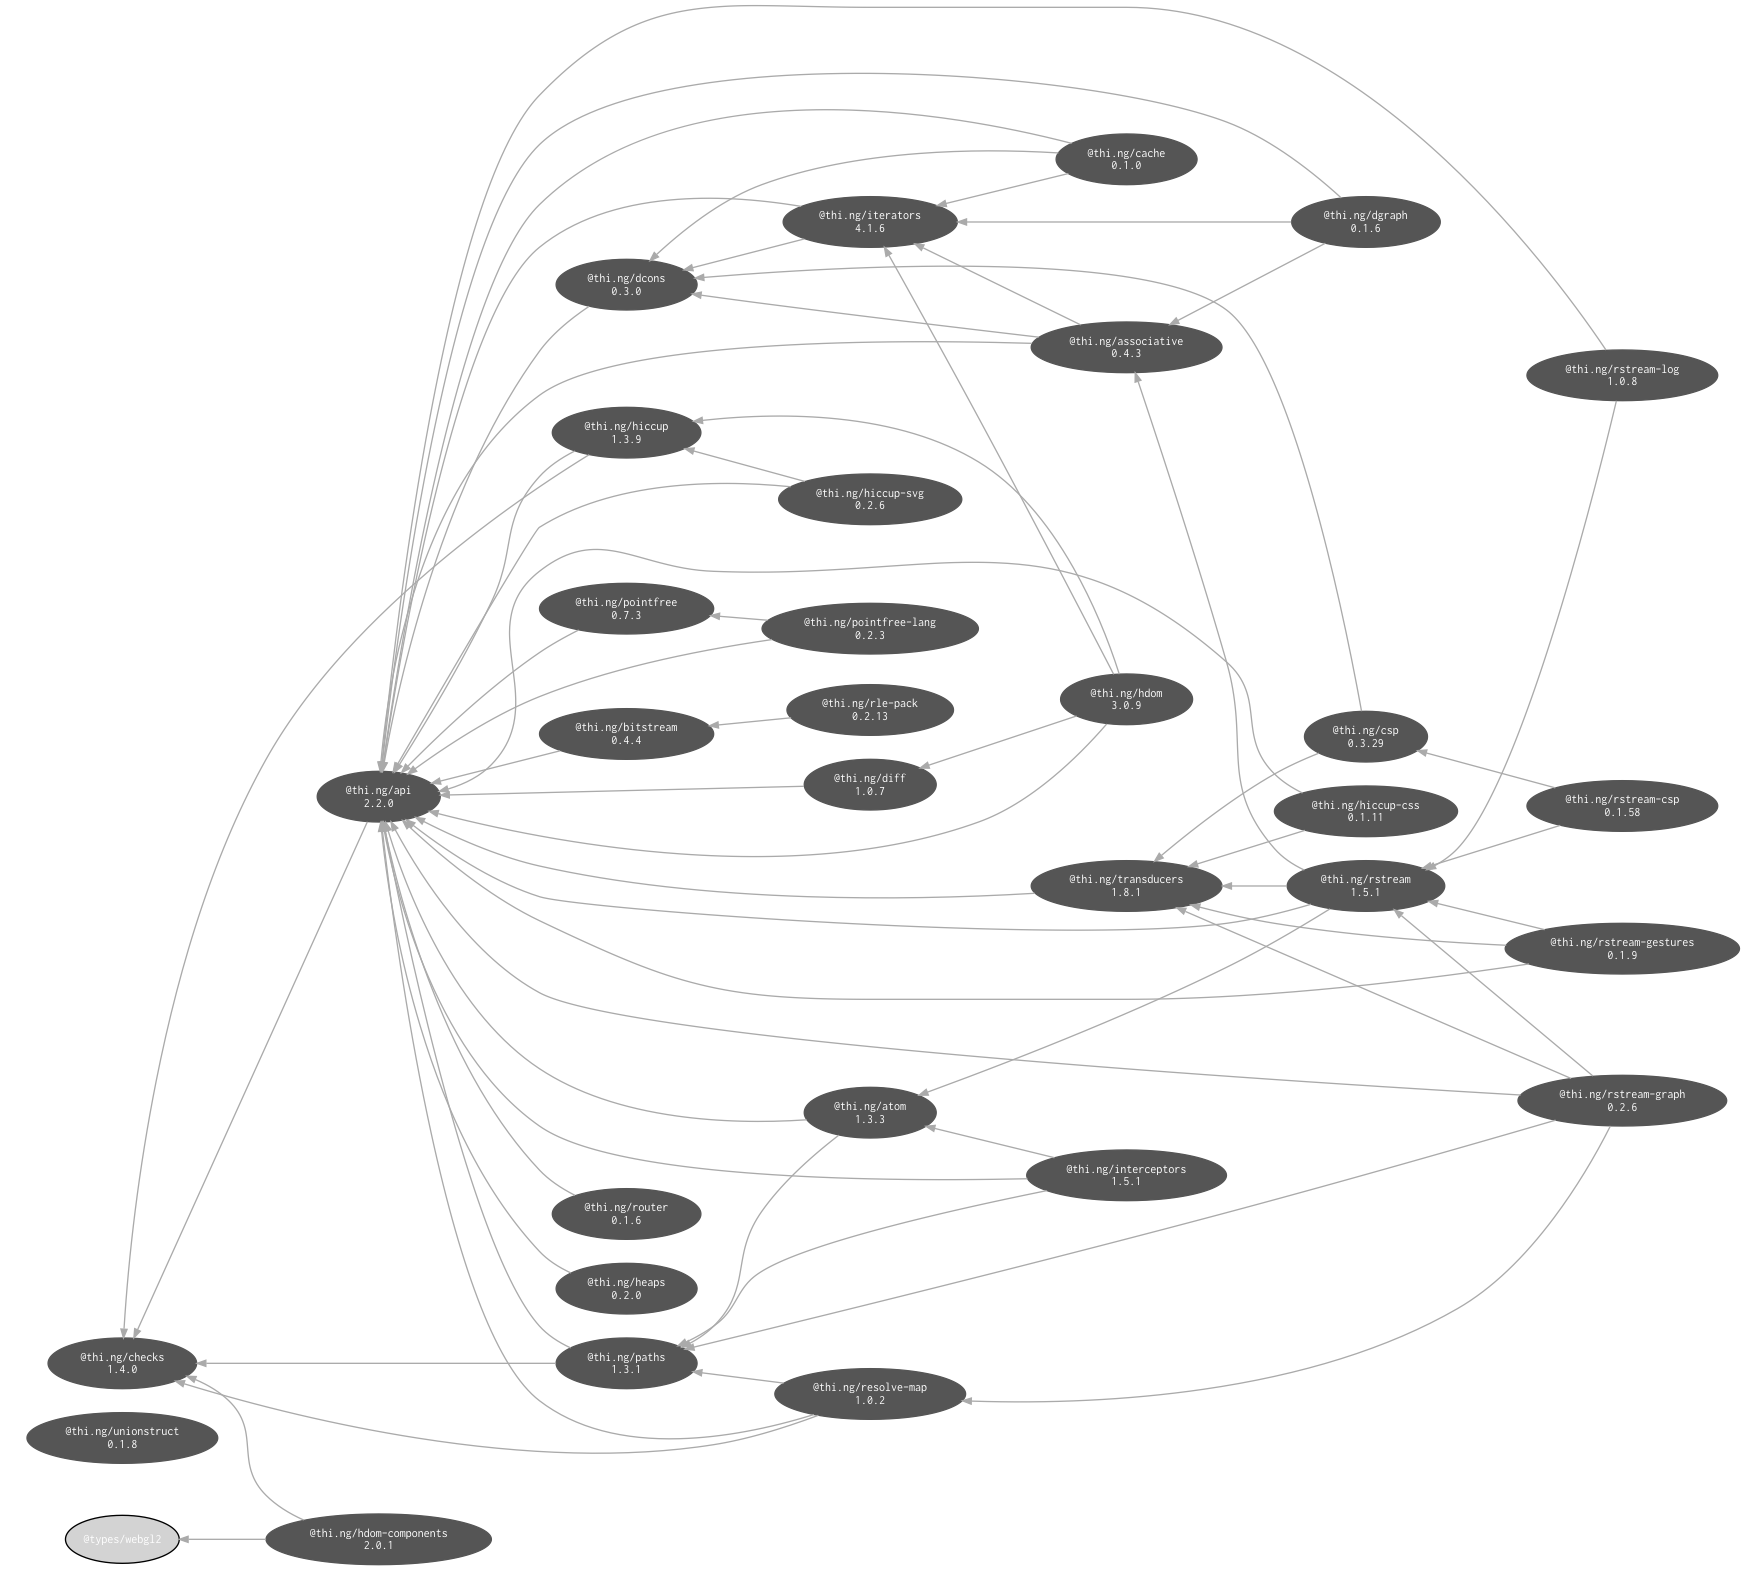 @thi.ng/cache
0.1.0
@thi.ng/iterators
4.1.6
@thi.ng/dgraph
0.1.6
@thi.ng/dcons
0.3.0
@thi.ng/associative
0.4.3
@thi.ng/rstream-log
1.0.8
@thi.ng/hiccup
1.3.9
@thi.ng/hiccup-svg
0.2.6
@thi.ng/pointfree
0.7.3
@thi.ng/pointfree-lang
0.2.3
@thi.ng/hdom
3.0.9
@thi.ng/rle-pack
0.2.13
@thi.ng/bitstream
0.4.4
@thi.ng/csp
0.3.29
@thi.ng/diff
1.0.7
@thi.ng/api
2.2.0
@thi.ng/hiccup-css
0.1.11
@thi.ng/rstream-csp
0.1.58
@thi.ng/transducers
1.8.1
@thi.ng/rstream
1.5.1
@thi.ng/rstream-gestures
0.1.9
@thi.ng/rstream-graph
0.2.6
@thi.ng/atom
1.3.3
@thi.ng/interceptors
1.5.1
@thi.ng/router
0.1.6
@thi.ng/heaps
0.2.0
@thi.ng/checks
1.4.0
@thi.ng/paths
1.3.1
@thi.ng/resolve-map
1.0.2
@thi.ng/unionstruct
0.1.8
@types/webgl2
@thi.ng/hdom-components
2.0.1